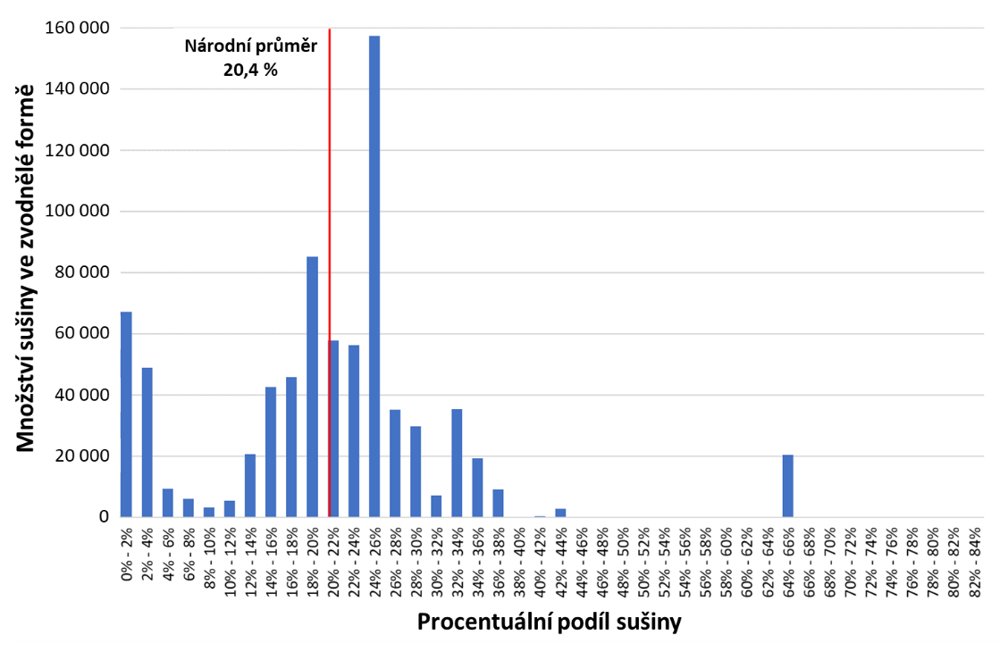 160 000
140 000
120 000
100 000
80 000
60 000
40 000
20 000
0
Národní průměr
20,4 %
Množství sušiny ve zvodnělé formě
0% - 2%
2% - 4%
4% - 6%
6% - 8%
8% - 10%
10% - 12%
12% - 14%
14% - 16%
16% - 18%
18% - 20%
20% - 22%
22% - 24%
24% - 26%
26% - 28%
28% - 30%
30% - 32%
32% - 34%
34% - 36%
36% - 38%
38% - 40%
40% - 42%
42% - 44%
44% - 46%
46% - 48%
48% - 50%
50% - 52%
52% - 54%
54% - 56%
56% - 58%
58% - 60%
60% - 62%
62% - 64%
64% - 66%
66% - 68%
68% - 70%
70% - 72%
72% - 74%
74% - 76%
76% - 78%
78% - 80%
80% - 82%
82% - 84%
Procentuální podíl sušiny